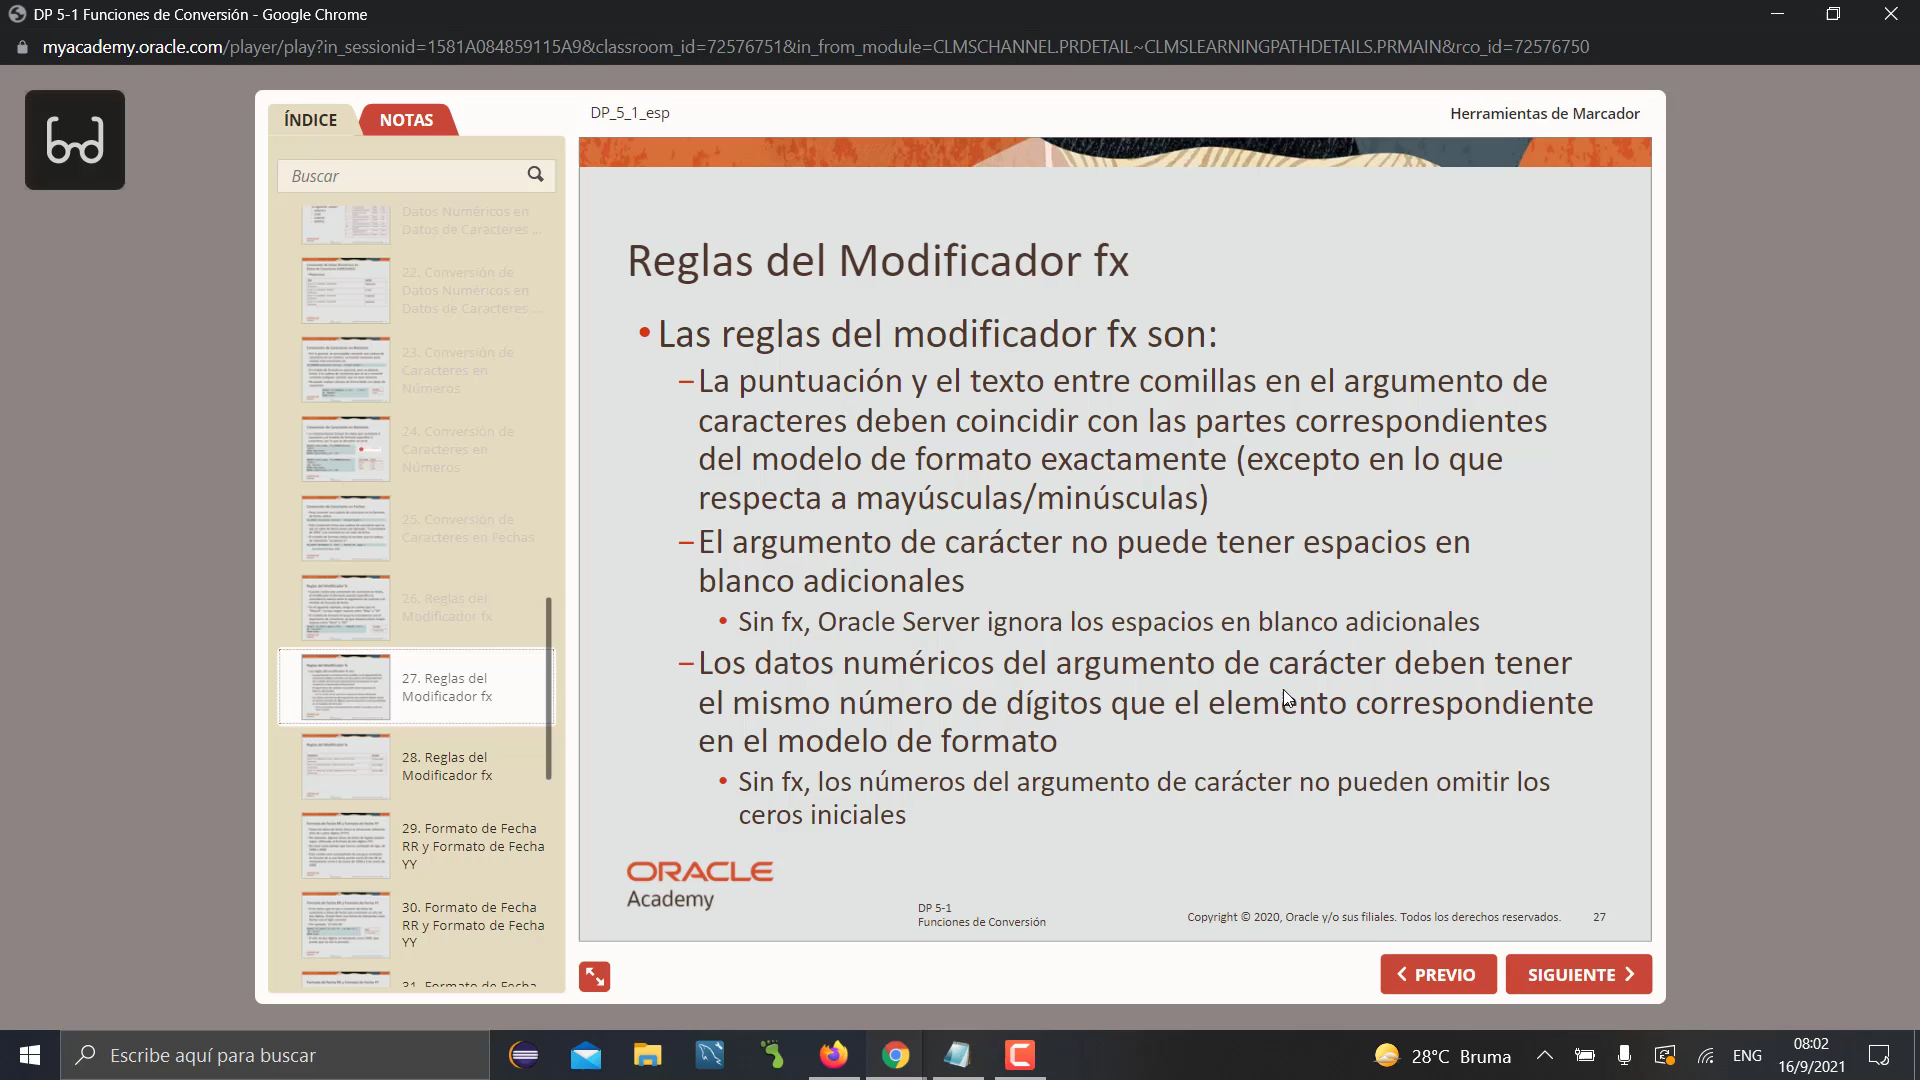 DP 5-1 Funciones de Conversión - Google Chrome
myacademy.oracle.com/player/play?in_sessionid=1581A084859115A9&classroom_id=72576751&in_from_module=CLMSCHANNEL.PRDETAIL~CLMSLEARNINGPATHDETAILS.PRMAIN&rco_id=72576750
ÍNDICE
NOTAS
DP_5_1_esp
Herramientas de Marcador
Buscar
Datos Numéricos en
Datos de Caracteres ...
22. Conversión de
Datos Numéricos en
Datos de Caracteres ...
23. Conversión de
Caracteres en
Números
24. Conversión de
Caracteres en
Números
25. Conversión de
Caracteres en Fechas
26. Reglas del
Modificador fx
27. Reglas del
Modificador fx
28. Reglas del
Modificador fx
29. Formato de Fecha
RR y Formato de Fecha
YY
30. Formato de Fecha
RR y Formato de Fecha
YY
31. Formato de Fecha
Reglas del Modificador fx
• Las reglas del modificador fx son:
– La puntuación y el texto entre comillas en el argumento de
caracteres deben coincidir con las partes correspondientes
del modelo de formato exactamente (excepto en lo que
respecta a mayúsculas/minúsculas)
– El argumento de carácter no puede tener espacios en
blanco adicionales
• Sin fx, Oracle Server ignora los espacios en blanco adicionales
– Los datos numéricos del argumento de carácter deben tener
el mismo número de dígitos que el elemento correspondiente
en el modelo de formato
• Sin fx, los números del argumento de carácter no pueden omitir los
ceros iniciales
ORACLE
Academy
DP 5-1
Funciones de Conversión
Copyright © 2020, Oracle y/o sus filiales. Todos los derechos reservados.
27
PREVIO
SIGUIENTE
Escribe aquí para buscar
28°C Bruma
ENG
08:02
16/9/2021